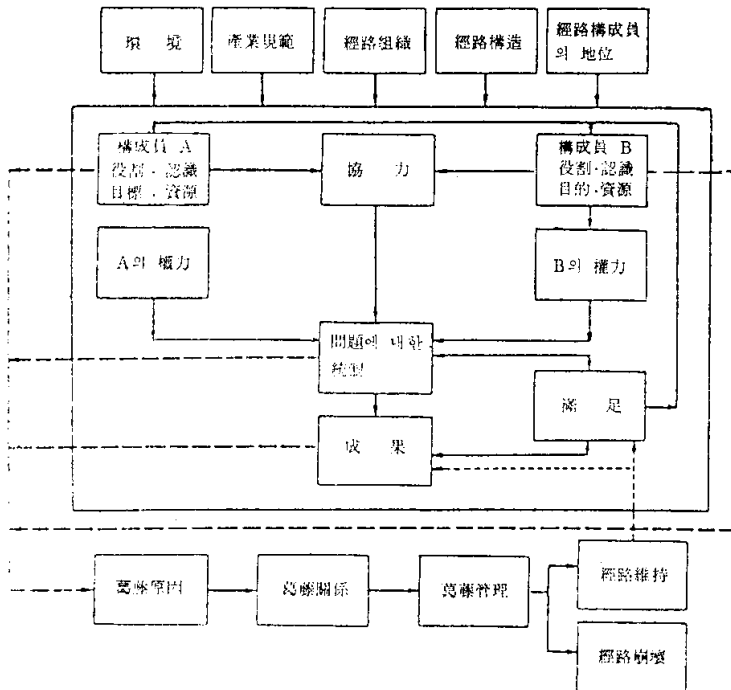 環 境
產業規範
經路組織
經路構造
經路構成員
의 地位
構成員 A
役割 · 認識
目標 · 資源
協 力
構成員 B
役割 · 認識
目的 · 資源
A의 權力
B의 權力
問題에 대한
統制
滿 足
成 果
葛藤原因
葛藤關係
葛藤管理
經路維持
經路崩壞